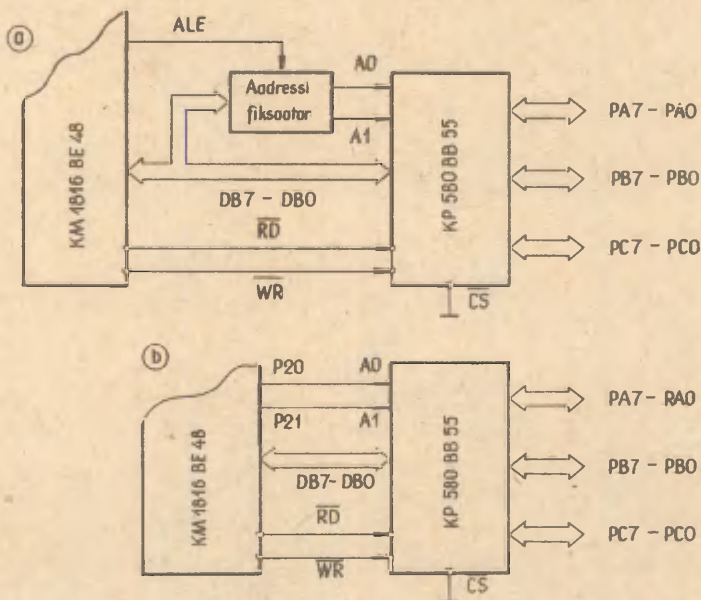 a
ALE
KM 1816 BE 48
Aadressi
fiksaator
A0
A1
KP 580 BB 55
PA7 - PA0
DB7 - DB0
PB7 - PB0
RD
PC7 - PC0
WR
CS
b
P20 A0
KM 1816 BE 48
P21 A1
KP 580 BB 55
PA7 - RA0
DB7 - DB0
PB7 - PB0
RD
PC7 - PC0
WR
CS